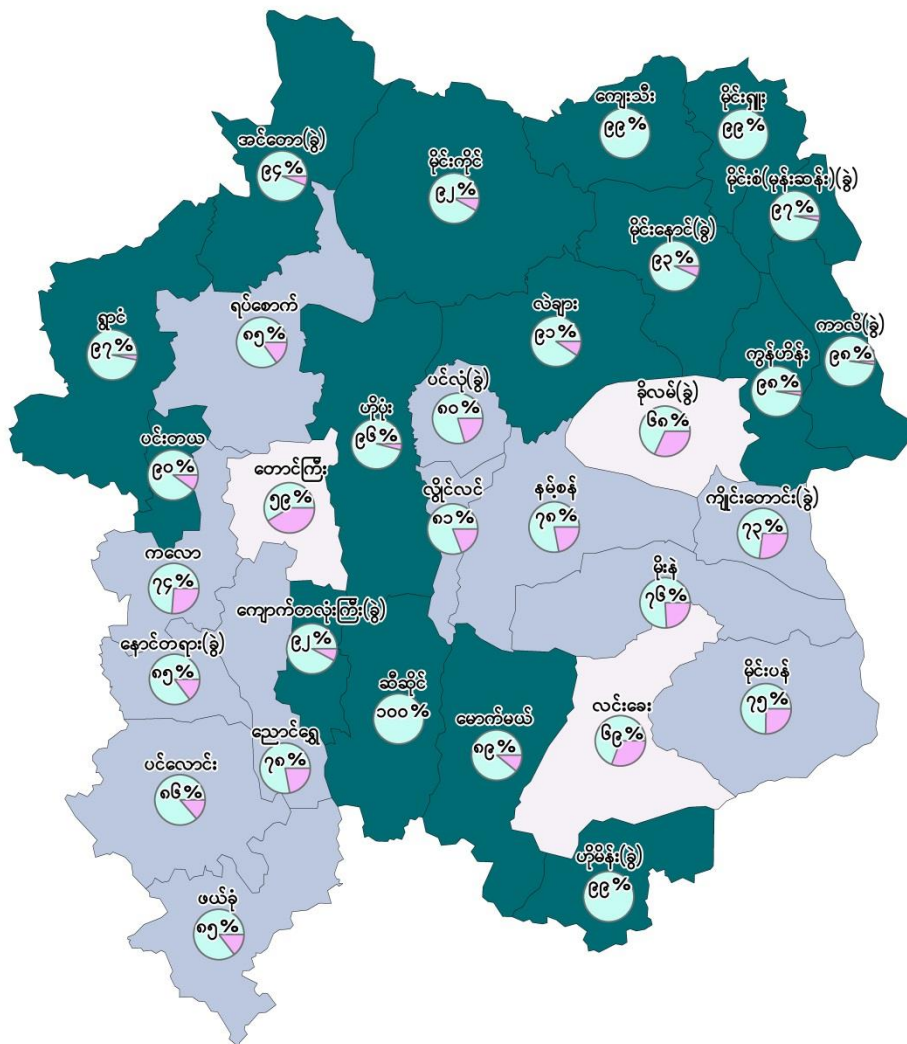 ကျေးသီး
၉၉%
မိုင်းရှူး
၉၉%
အင်တော(ခွဲ)
၉၄%
မိုင်းကိုင်
၉၂%
မိုင်းစံ(မုန်းဆန်း)(ခွဲ)
၉၇%
မိုင်းနောင်(ခွဲ)
၉၃%
ရပ်စောက်
၈၅%
လဲချား
၉၁%
ရွာငံ
၉၇%
ကာလိ(ခွဲ)
၉၈%
ကွန်ဟိန်း
၉၈%
ပင်လုံ(ခွဲ)
၈၀%
ခိုလမ်(ခွဲ)
၆၈%
ဟိုပုံး
၉၆%
ပင်းတယ
၉၀%
တောင်ကြီး
၅၉%
လွိုင်လင်
၈၁%
နမ့်စန်
၇၈%
ကျိုင်းတောင်း(ခွဲ)
၇၃%
ကလော
၇၄%
မိုးနဲ
၇၆%
ကျောက်တလုံးကြီး(ခွဲ)
၉၂%
နောင်တရား(ခွဲ)
၈၅%
ဆီဆိုင်
၁၀၀%
မိုင်းပန်
၇၅%
လင်းခေး
၆၉%
မောက်မယ်
၈၉%
ညောင်ရွှေ
၇၈%
ပင်လောင်း
၈၆%
ဟိုမိန်း(ခွဲ)
၉၉%
ဖယ်ခုံ
၈၅%